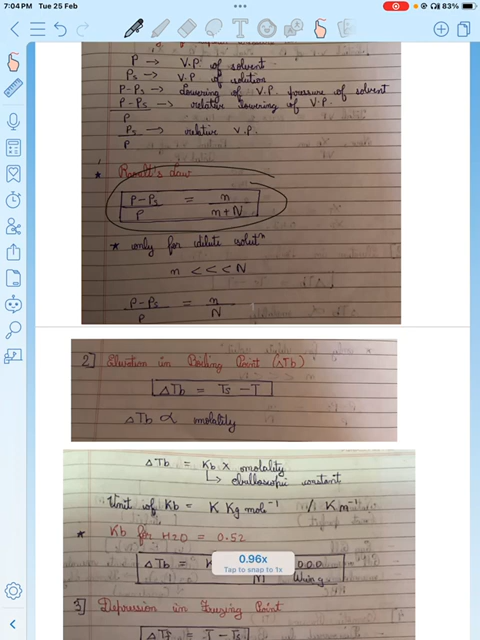 7:04 PM Tue 25 Feb
83%
P → V.P of solvent
Ps → V.P of solution
P-Ps → Lowering of V.P. pressure of solvent
P-Ps / P → relative lowering of V.P.
Ps / P → relative V.P.
* Raoult's Law
P-Ps / P = n / n+N
* only for dilute solutⁿ
n <<< N
P-Ps / P = n / N
2] Elevation in Boiling Point (ΔTb)
ΔTb = Ts - T
ΔTb ∝ molality
ΔTb = Kb x molality
↳ ebullioscopic constant
Unit of Kb = K Kg mole⁻¹ / K m⁻¹
* Kb for H2O = 0.52
0.96x
Tap to snap to 1x
ΔTb =
M Wsing
3] Depression in Freezing Point
ΔTf = T - Ts